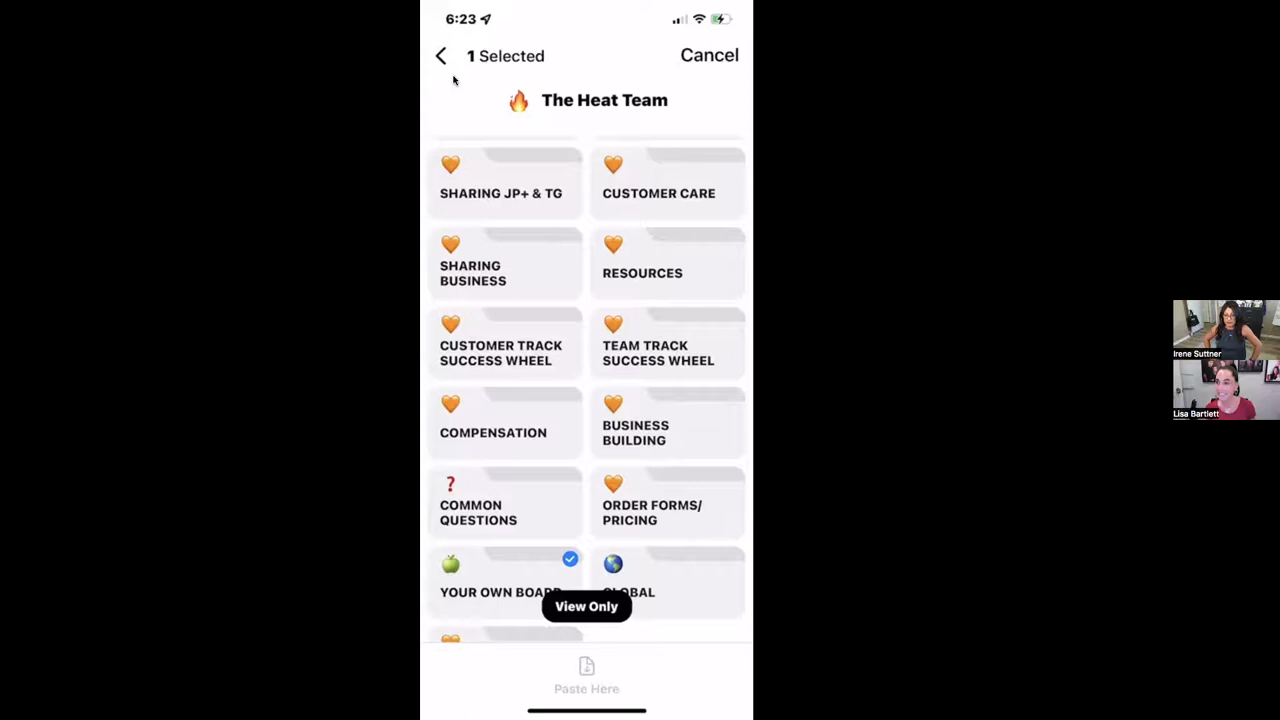 6:23
1 Selected
Cancel
The Heat Team
SHARING JP+ & TG
CUSTOMER CARE
SHARING
BUSINESS
RESOURCES
CUSTOMER TRACK
SUCCESS WHEEL
TEAM TRACK
SUCCESS WHEEL
COMPENSATION
BUSINESS
BUILDING
COMMON
QUESTIONS
ORDER FORMS/
PRICING
YOUR OWN BOARD
GLOBAL
View Only
Paste Here
Irene Suttner
Lisa Bartlett